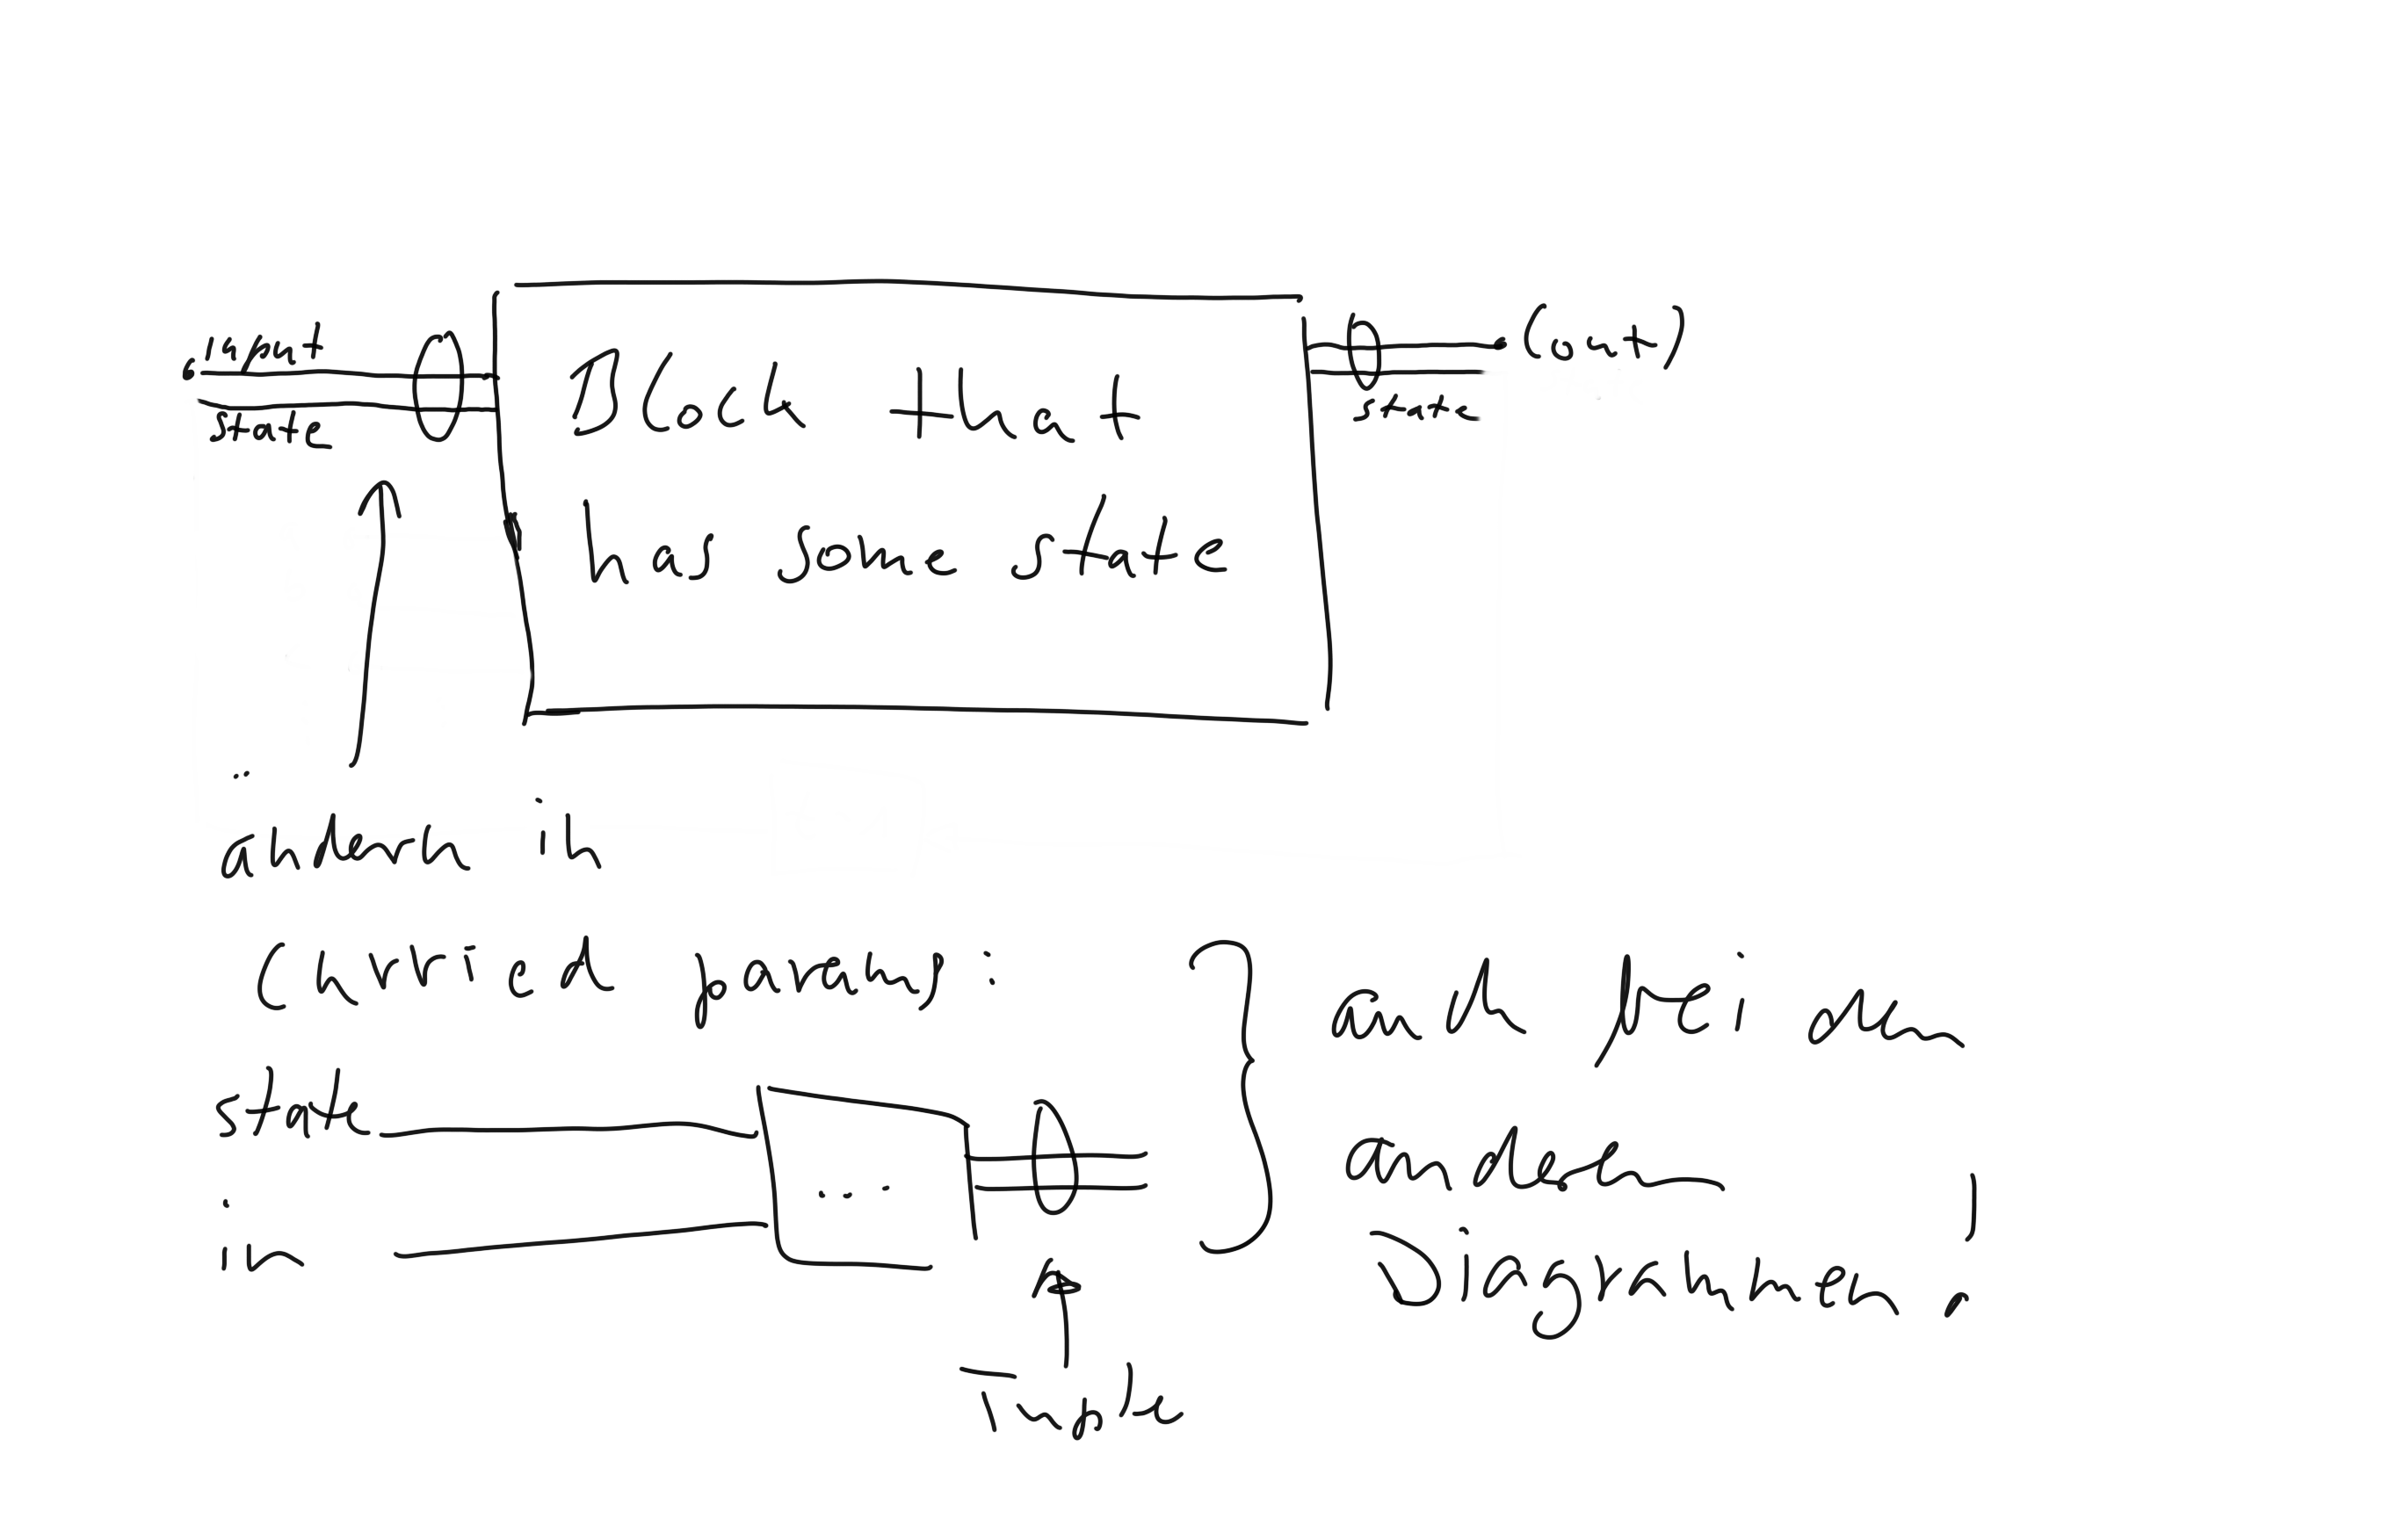 input
state
Block that
has some state
(out)
state
ändern in
Curried params:
state
in
...
Tuple
auch bei den
anderen
Diagrammen!